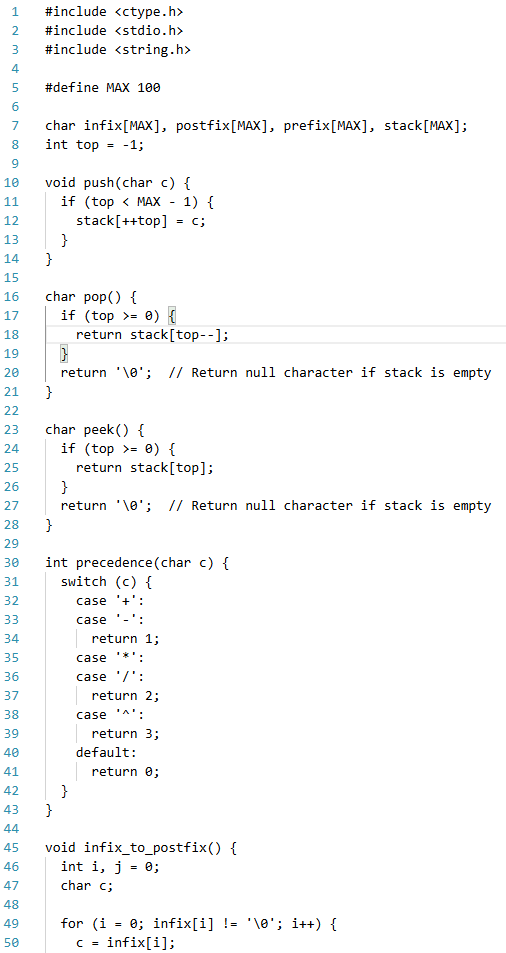 1 #include <ctype.h>
2 #include <stdio.h>
3 #include <string.h>
4
5 #define MAX 100
6
7 char infix[MAX], postfix[MAX], prefix[MAX], stack[MAX];
8 int top = -1;
9
10 void push(char c) {
11   if (top < MAX - 1) {
12     stack[++top] = c;
13   }
14 }
15
16 char pop() {
17   if (top >= 0) {
18     return stack[top--];
19   }
20   return '\0';  // Return null character if stack is empty
21 }
22
23 char peek() {
24   if (top >= 0) {
25     return stack[top];
26   }
27   return '\0';  // Return null character if stack is empty
28 }
29
30 int precedence(char c) {
31   switch (c) {
32     case '+':
33     case '-':
34       return 1;
35     case '*':
36     case '/':
37       return 2;
38     case '^':
39       return 3;
40     default:
41       return 0;
42   }
43 }
44
45 void infix_to_postfix() {
46   int i, j = 0;
47   char c;
48
49   for (i = 0; infix[i] != '\0'; i++) {
50     c = infix[i];